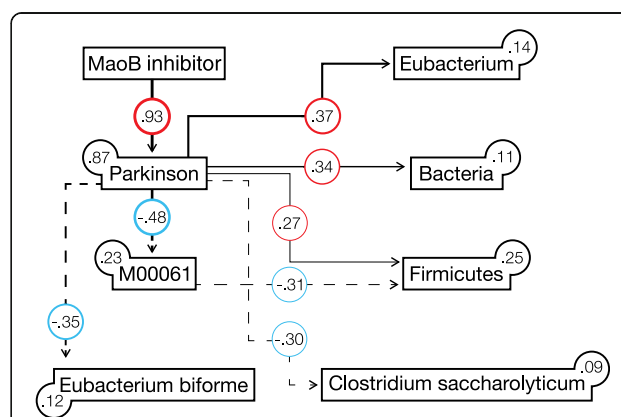 .14
MaoB inhibitor
Eubacterium
.93
.37
.87
.11
Parkinson
.34
Bacteria
-.48
.27
.23
.25
M00061
-.31
Firmicutes
-.35
-.30
.09
Eubacterium biforme
Clostridium saccharolyticum
.12